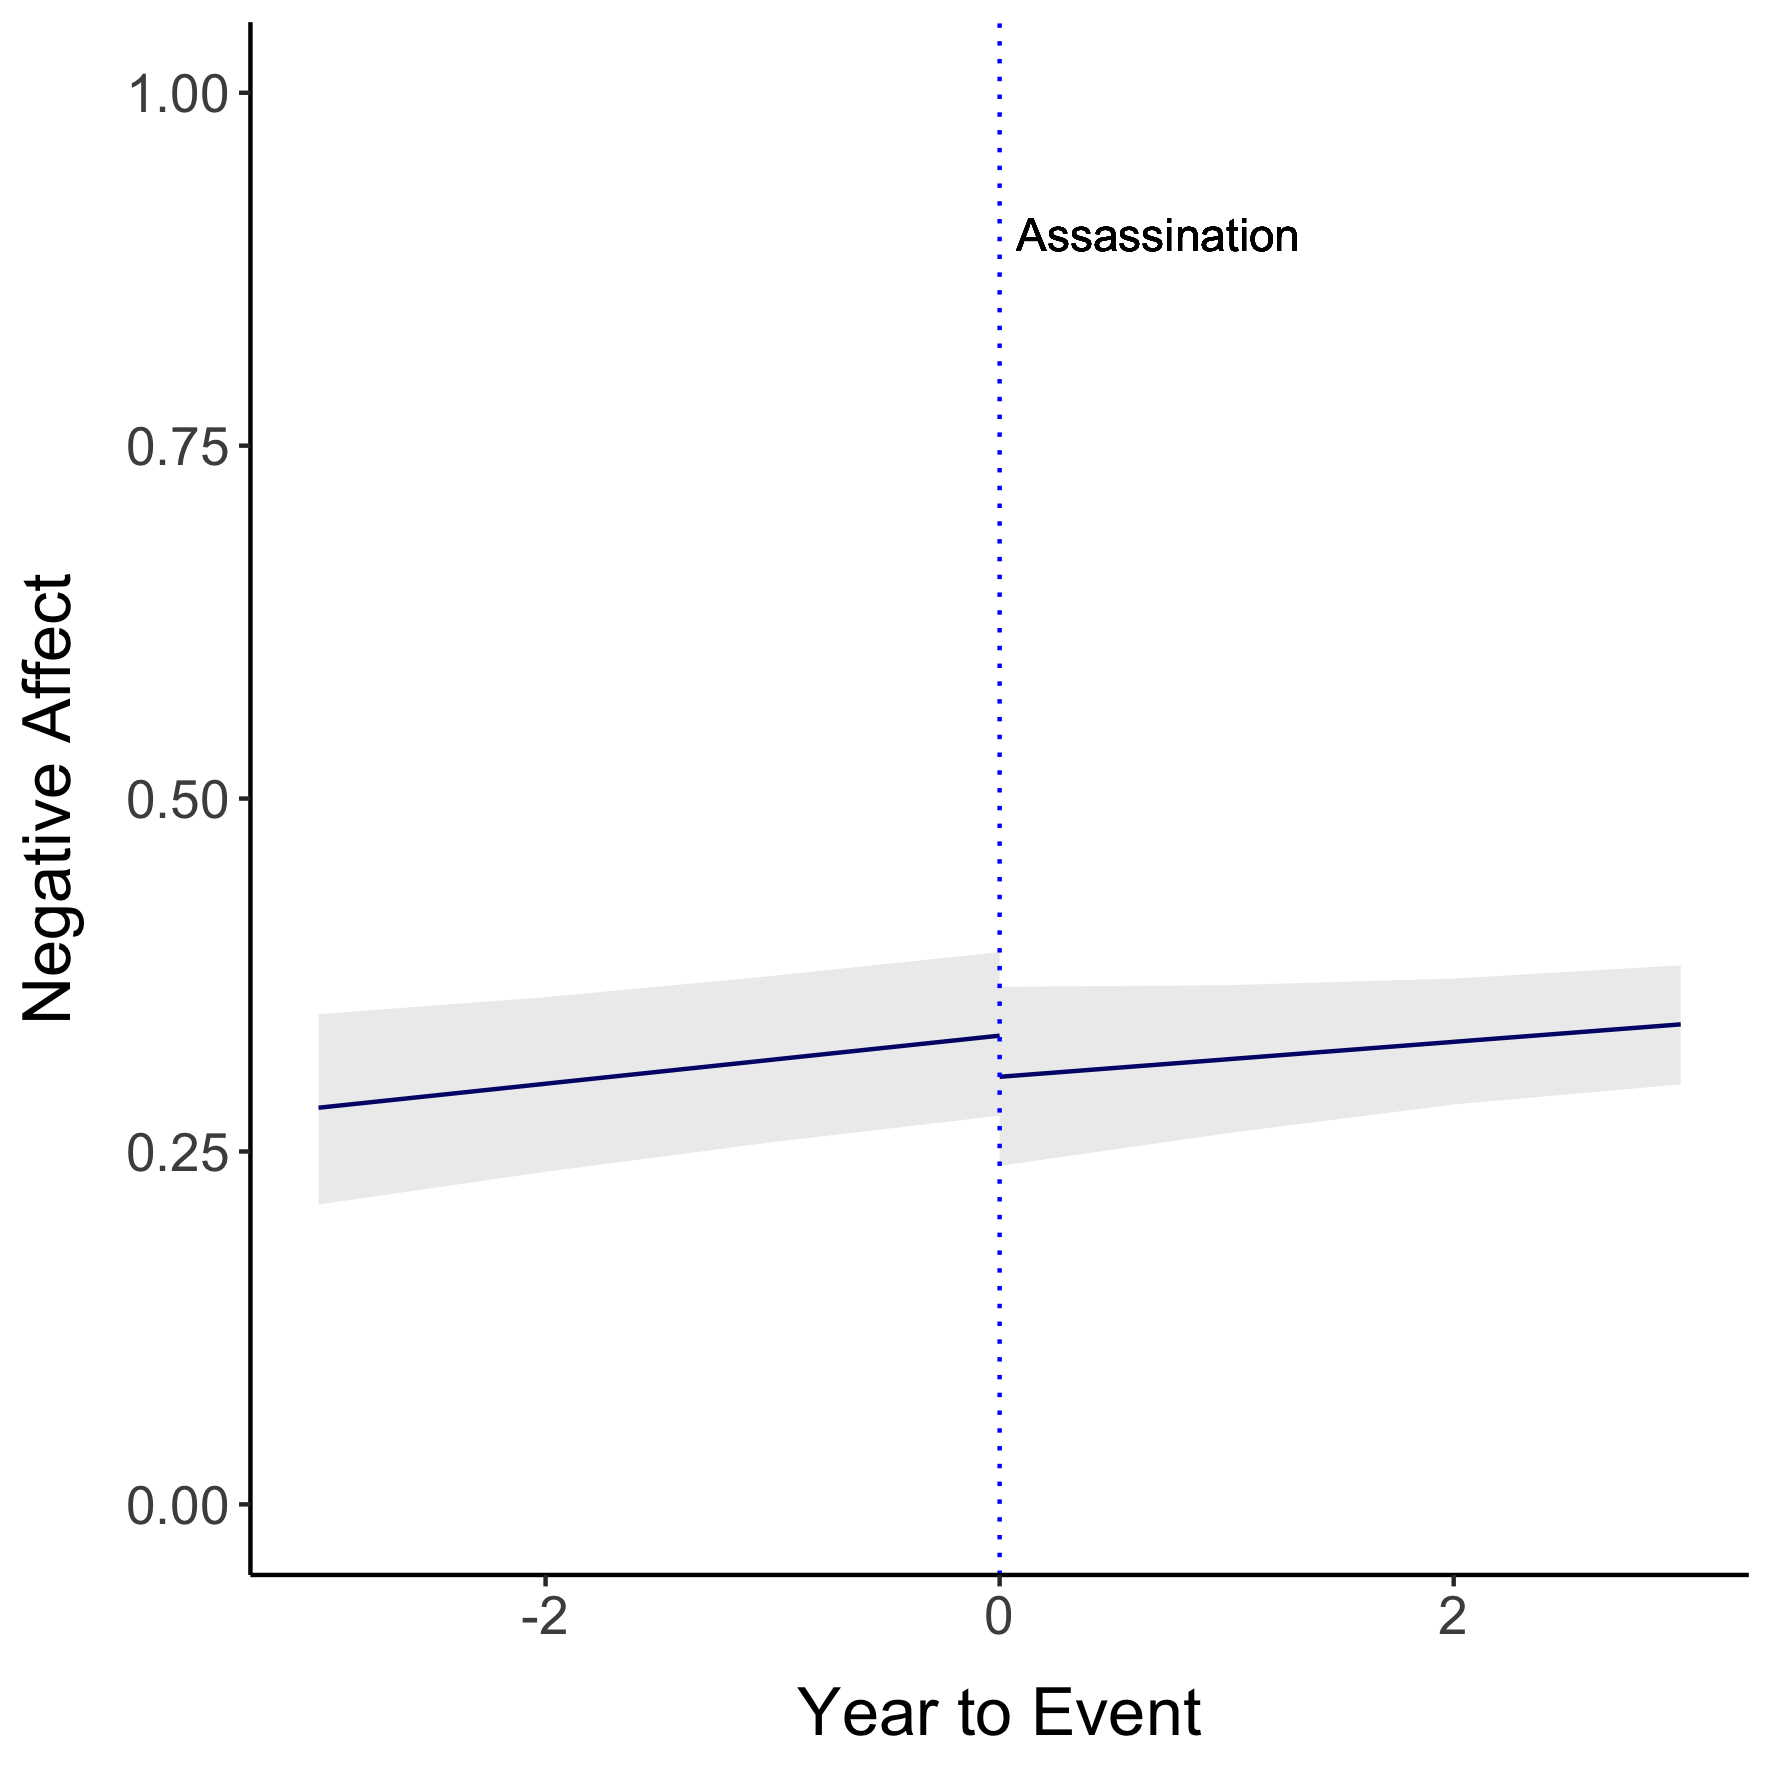 1.00
Assassination
0.75
Negative Affect
0.50
0.25
0.00
-2 0 2
Year to Event